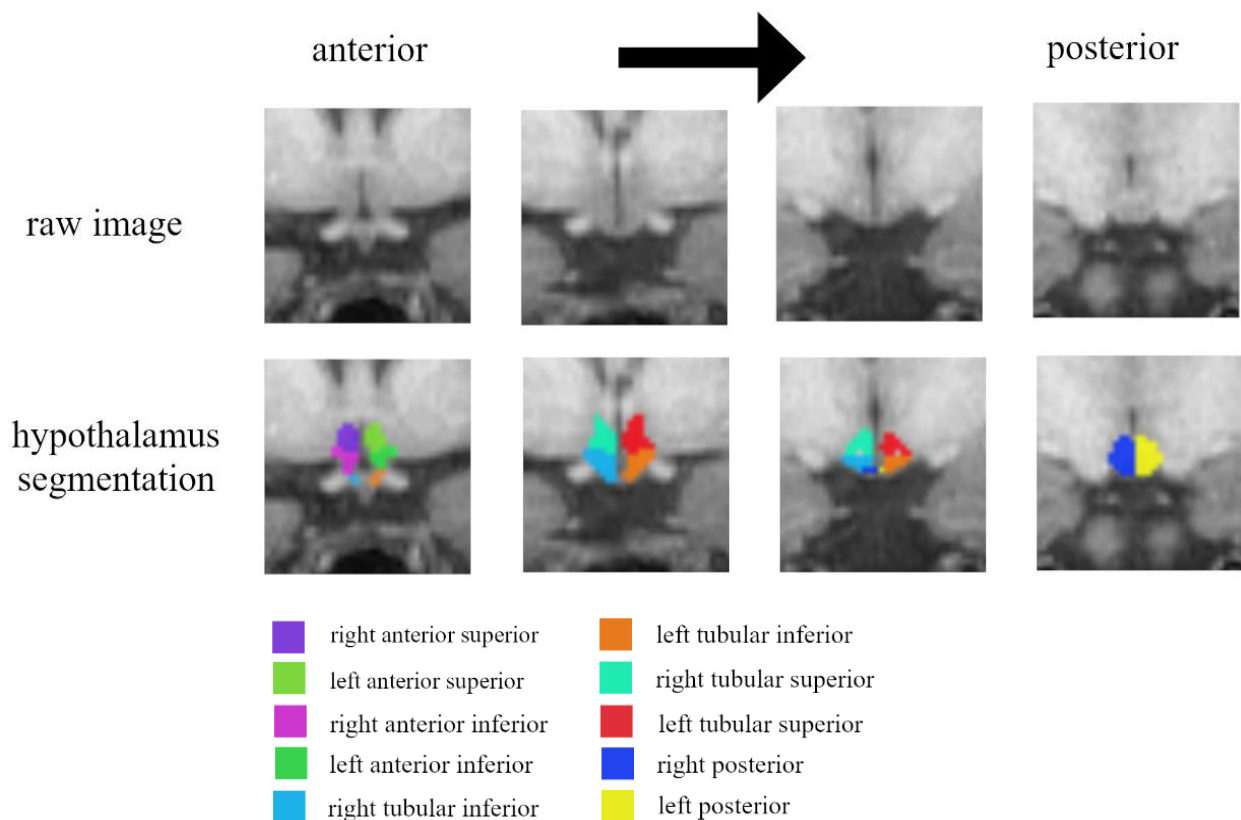 anterior
posterior
raw image
hypothalamus
segmentation
right anterior superior
left anterior superior
right anterior inferior
left anterior inferior
right tubular inferior
left tubular inferior
right tubular superior
left tubular superior
right posterior
left posterior